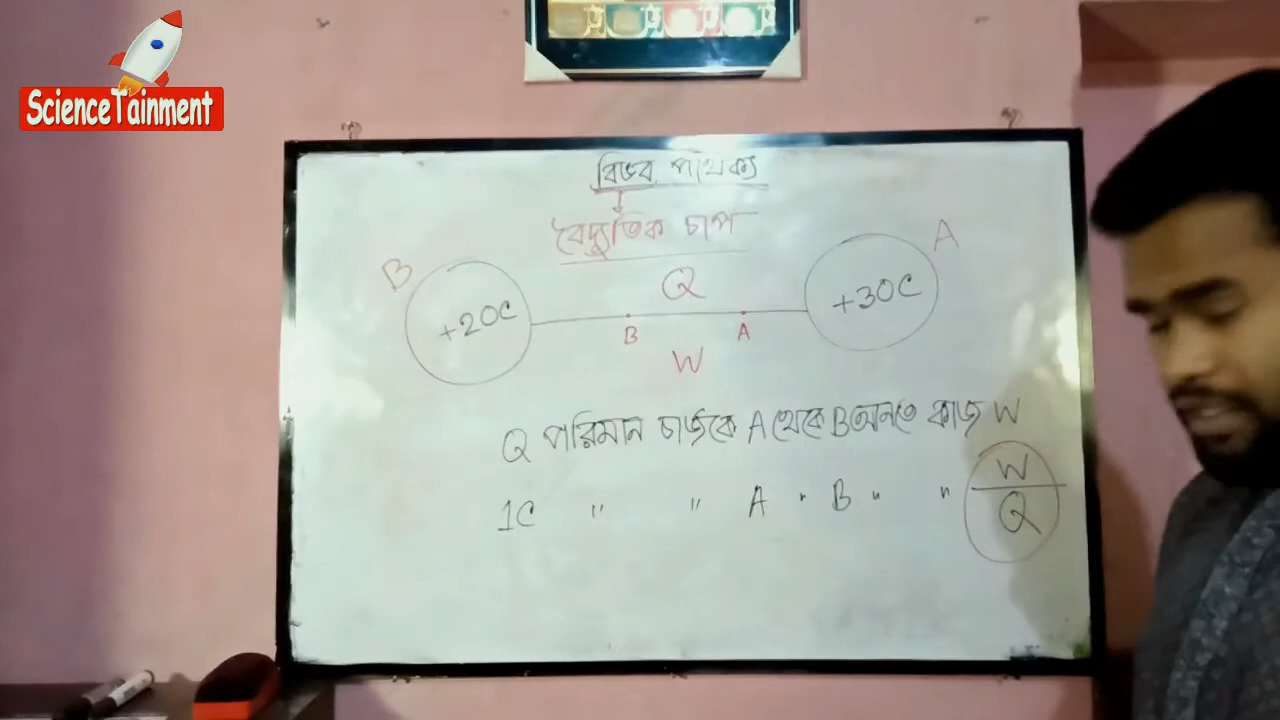 ScienceTainment
বিভব পার্থক্য
বৈদ্যুতিক চাপ
B
A
Q
+20C
+30C
B
A
W
Q পরিমান চার্জকে A থেকে B আনতে কাজ W
1C " " A " B " " W/Q